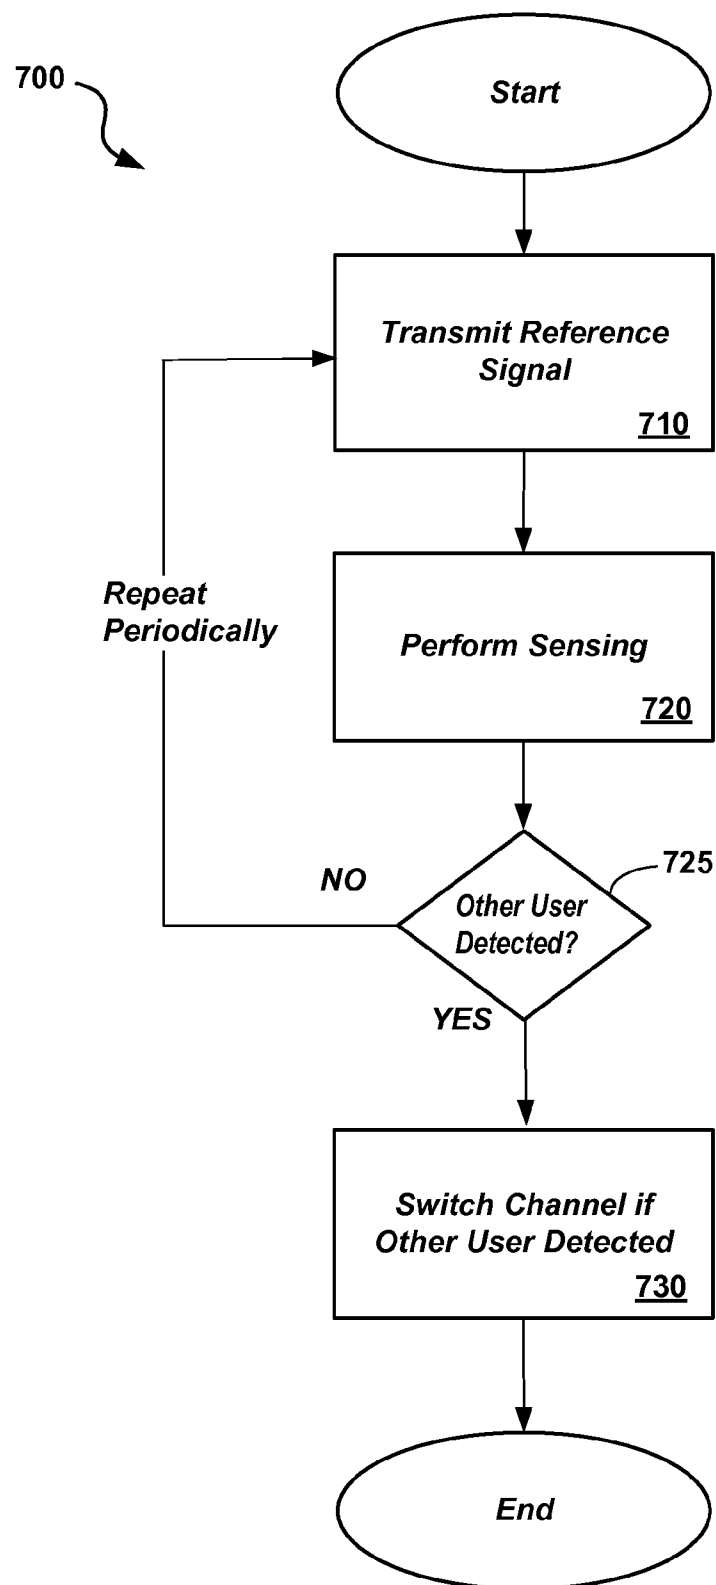 700
Start
Transmit Reference
Signal
710
Repeat
Periodically
Perform Sensing
720
NO
725
Other User
Detected?
YES
Switch Channel if
Other User Detected
730
End